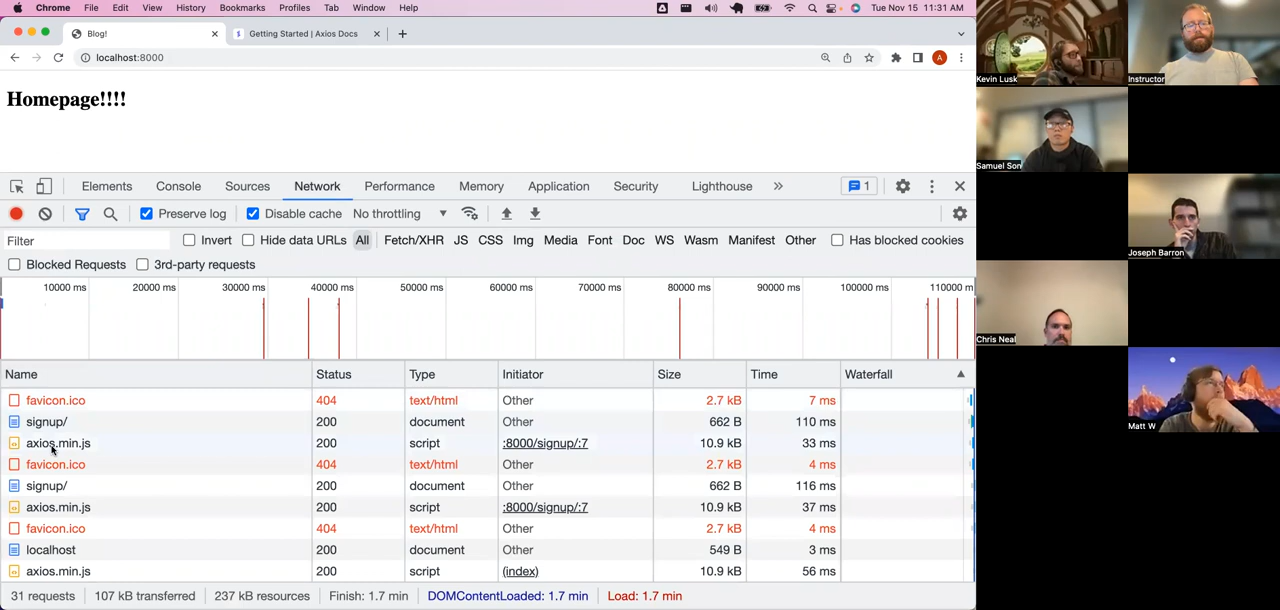 Chrome File Edit View History Bookmarks Profiles Tab Window Help Tue Nov 15 11:31 AM
Blog! Getting Started | Axios Docs
localhost:8000 A
Homepage!!!!
Elements Console Sources Network Performance Memory Application Security Lighthouse 1
Preserve log Disable cache No throttling
Filter Invert Hide data URLs All Fetch/XHR JS CSS Img Media Font Doc WS Wasm Manifest Other Has blocked cookies
Blocked Requests 3rd-party requests
10000 ms 20000 ms 30000 ms 40000 ms 50000 ms 60000 ms 70000 ms 80000 ms 90000 ms 100000 ms 110000 m
Name Status Type Initiator Size Time Waterfall
favicon.ico 404 text/html Other 2.7 kB 7 ms
signup/ 200 document Other 662 B 110 ms
axios.min.js 200 script :8000/signup/:7 10.9 kB 33 ms
favicon.ico 404 text/html Other 2.7 kB 4 ms
signup/ 200 document Other 662 B 116 ms
axios.min.js 200 script :8000/signup/:7 10.9 kB 37 ms
favicon.ico 404 text/html Other 2.7 kB 4 ms
localhost 200 document Other 549 B 3 ms
axios.min.js 200 script (index) 10.9 kB 56 ms
31 requests 107 kB transferred 237 kB resources Finish: 1.7 min DOMContentLoaded: 1.7 min Load: 1.7 min
Kevin Lusk
Instructor
Samuel Son
Joseph Barron
Chris Neal
Matt W